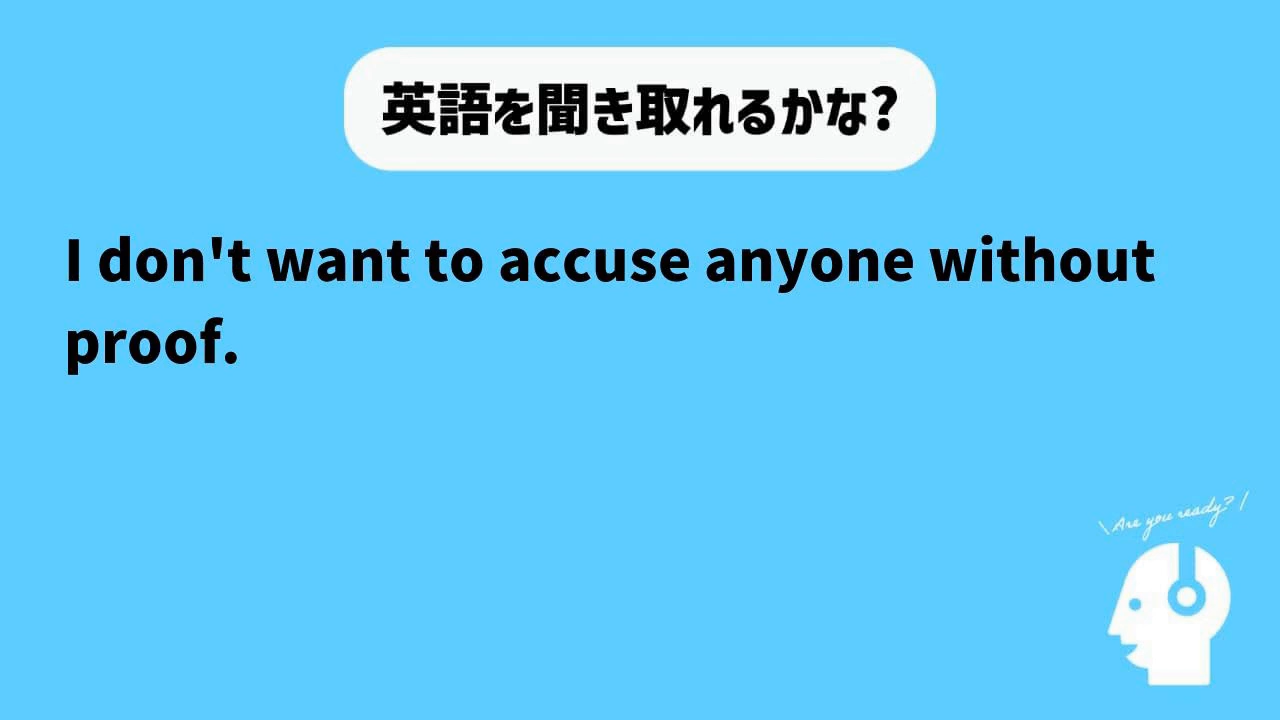 英語を聞き取れるかな?
I don't want to accuse anyone without
proof.
\ Are you ready? /